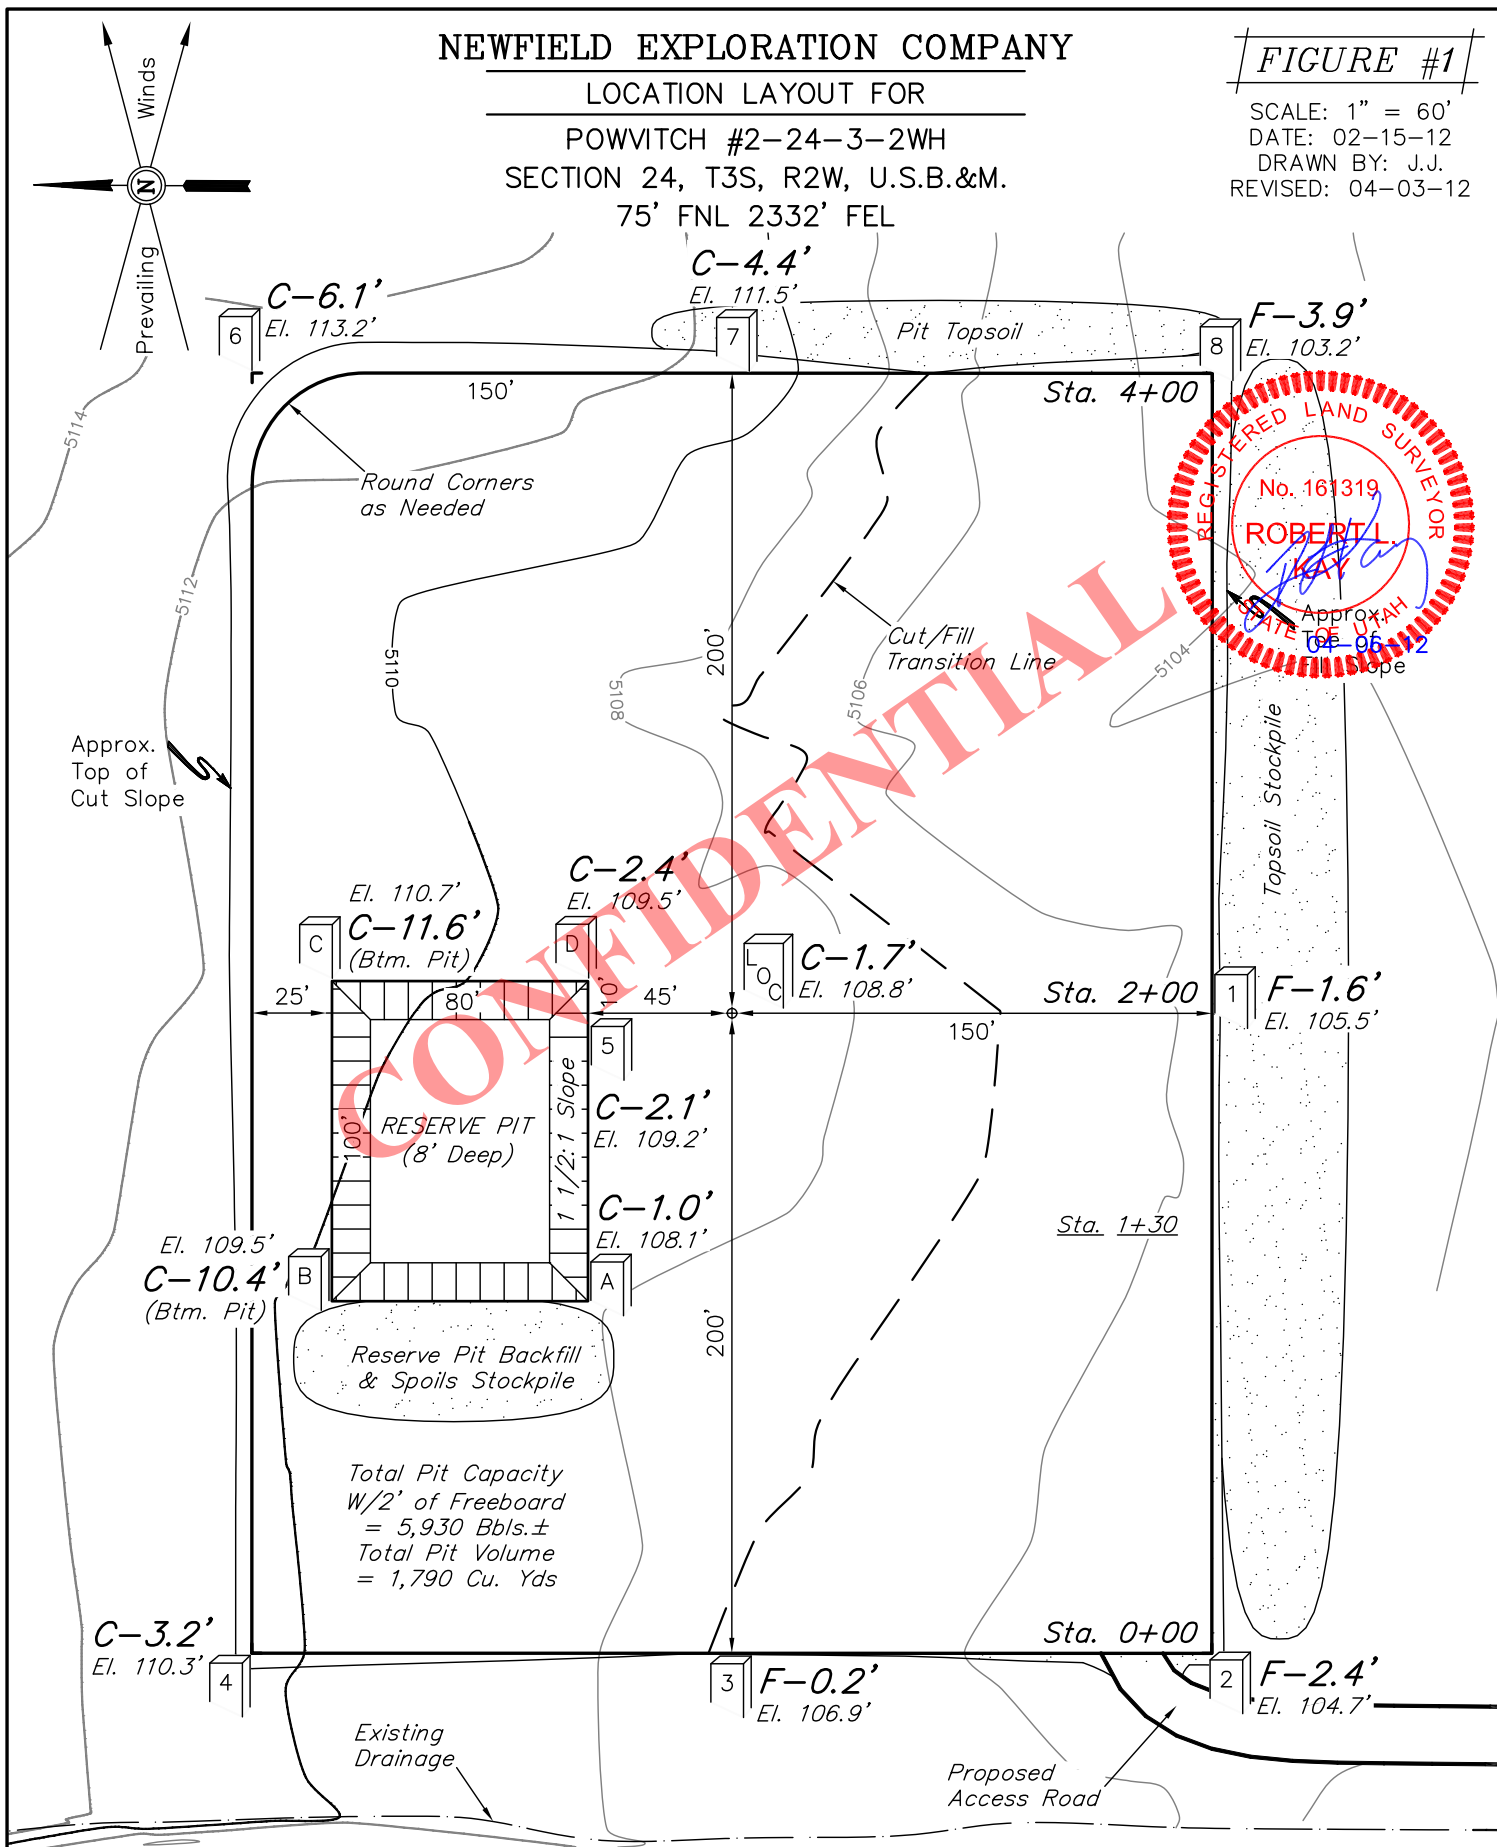 NEWFIELD EXPLORATION COMPANY
LOCATION LAYOUT FOR
POWVITCH #2-24-3-2WH
SECTION 24, T3S, R2W, U.S.B.&M.
75' FNL 2332' FEL
FIGURE #1
SCALE: 1" = 60'
DATE: 02-15-12
DRAWN BY: J.J.
REVISED: 04-03-12
Winds
N
Prevailing
C-6.1'
El. 113.2'
6
C-4.4'
El. 111.5'
7
Pit Topsoil
F-3.9'
El. 103.2'
8
150'
Sta. 4+00
5114
Round Corners
as Needed
REGISTERED LAND SURVEYOR
No. 161319
ROBERT L.
KAY
STATE OF UTAH
04-06-12
Approx.
Toe of
Fill Slope
5112
5110
200'
Cut/Fill
Transition Line
5108
5106
5104
Approx.
Top of
Cut Slope
Topsoil Stockpile
CONFIDENTIAL
C-2.4'
El. 109.5'
El. 110.7'
C-11.6'
(Btm. Pit)
C
D
LOC
C-1.7'
El. 108.8'
Sta. 2+00
1
F-1.6'
El. 105.5'
25'
80'
10'
45'
150'
5
C-2.1'
El. 109.2'
100'
RESERVE PIT
(8' Deep)
1 1/2:1 Slope
C-1.0'
El. 108.1'
Sta. 1+30
El. 109.5'
C-10.4'
(Btm. Pit)
B
A
200'
Reserve Pit Backfill
& Spoils Stockpile
Total Pit Capacity
W/2' of Freeboard
= 5,930 Bbls.±
Total Pit Volume
= 1,790 Cu. Yds
C-3.2'
El. 110.3'
4
Sta. 0+00
3
F-0.2'
El. 106.9'
2
F-2.4'
El. 104.7'
Existing
Drainage
Proposed
Access Road